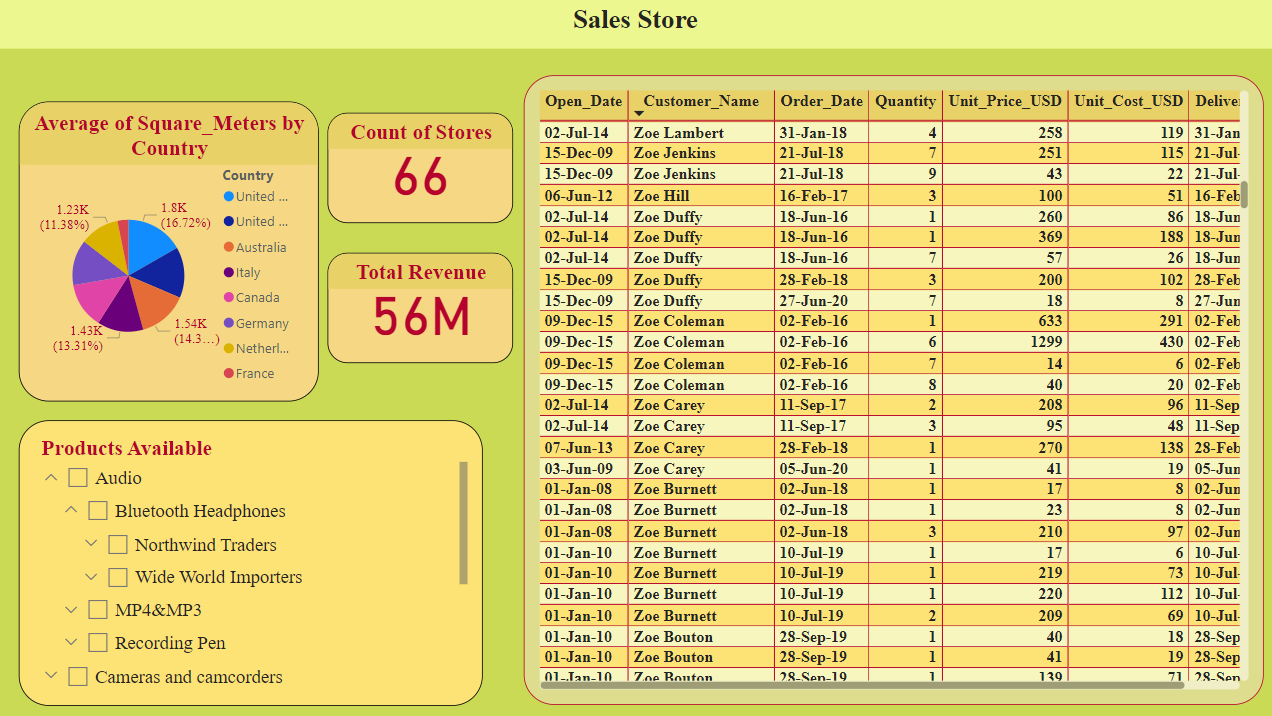 Sales Store
Average of Square_Meters by
Country
Country
United ...
United ...
Australia
Italy
Canada
Germany
Netherl...
France
1.23K
(11.38%)
1.8K
(16.72%)
1.43K
(13.31%)
1.54K
(14.3...)
Count of Stores
66
Total Revenue
56M
Products Available
Audio
Bluetooth Headphones
Northwind Traders
Wide World Importers
MP4&MP3
Recording Pen
Cameras and camcorders
Open_Date Customer_Name Order_Date Quantity Unit_Price_USD Unit_Cost_USD Deliver
02-Jul-14 Zoe Lambert 31-Jan-18 4 258 119 31-Jan
15-Dec-09 Zoe Jenkins 21-Jul-18 7 251 115 21-Jul-
15-Dec-09 Zoe Jenkins 21-Jul-18 9 43 22 21-Jul-
06-Jun-12 Zoe Hill 16-Feb-17 3 100 51 16-Feb
02-Jul-14 Zoe Duffy 18-Jun-16 1 260 86 18-Jun
02-Jul-14 Zoe Duffy 18-Jun-16 1 369 188 18-Jun
02-Jul-14 Zoe Duffy 18-Jun-16 7 57 26 18-Jun
15-Dec-09 Zoe Duffy 28-Feb-18 3 200 102 28-Feb
15-Dec-09 Zoe Duffy 27-Jun-20 7 18 8 27-Jun
09-Dec-15 Zoe Coleman 02-Feb-16 1 633 291 02-Feb
09-Dec-15 Zoe Coleman 02-Feb-16 6 1299 430 02-Feb
09-Dec-15 Zoe Coleman 02-Feb-16 7 14 6 02-Feb
09-Dec-15 Zoe Coleman 02-Feb-16 8 40 20 02-Feb
02-Jul-14 Zoe Carey 11-Sep-17 2 208 96 11-Sep
02-Jul-14 Zoe Carey 11-Sep-17 3 95 48 11-Sep
07-Jun-13 Zoe Carey 28-Feb-18 1 270 138 28-Feb
03-Jun-09 Zoe Carey 05-Jun-20 1 41 19 05-Jun
01-Jan-08 Zoe Burnett 02-Jun-18 1 17 8 02-Jun
01-Jan-08 Zoe Burnett 02-Jun-18 1 23 8 02-Jun
01-Jan-08 Zoe Burnett 02-Jun-18 3 210 97 02-Jun
01-Jan-10 Zoe Burnett 10-Jul-19 1 17 6 10-Jul-
01-Jan-10 Zoe Burnett 10-Jul-19 1 219 73 10-Jul-
01-Jan-10 Zoe Burnett 10-Jul-19 1 220 112 10-Jul-
01-Jan-10 Zoe Burnett 10-Jul-19 2 209 69 10-Jul-
01-Jan-10 Zoe Bouton 28-Sep-19 1 40 18 28-Sep
01-Jan-10 Zoe Bouton 28-Sep-19 1 41 19 28-Sep
01-Jan-10 Zoe Bouton 28-Sep-19 1 139 71 28-Sep